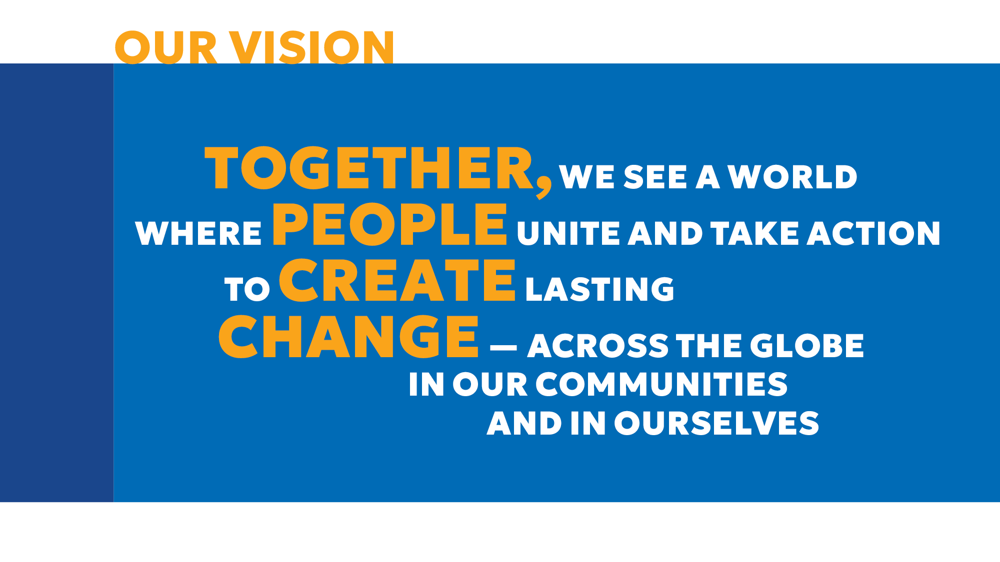 OUR VISION
TOGETHER, WE SEE A WORLD
WHERE PEOPLE UNITE AND TAKE ACTION
TO CREATE LASTING
CHANGE — ACROSS THE GLOBE
IN OUR COMMUNITIES
AND IN OURSELVES